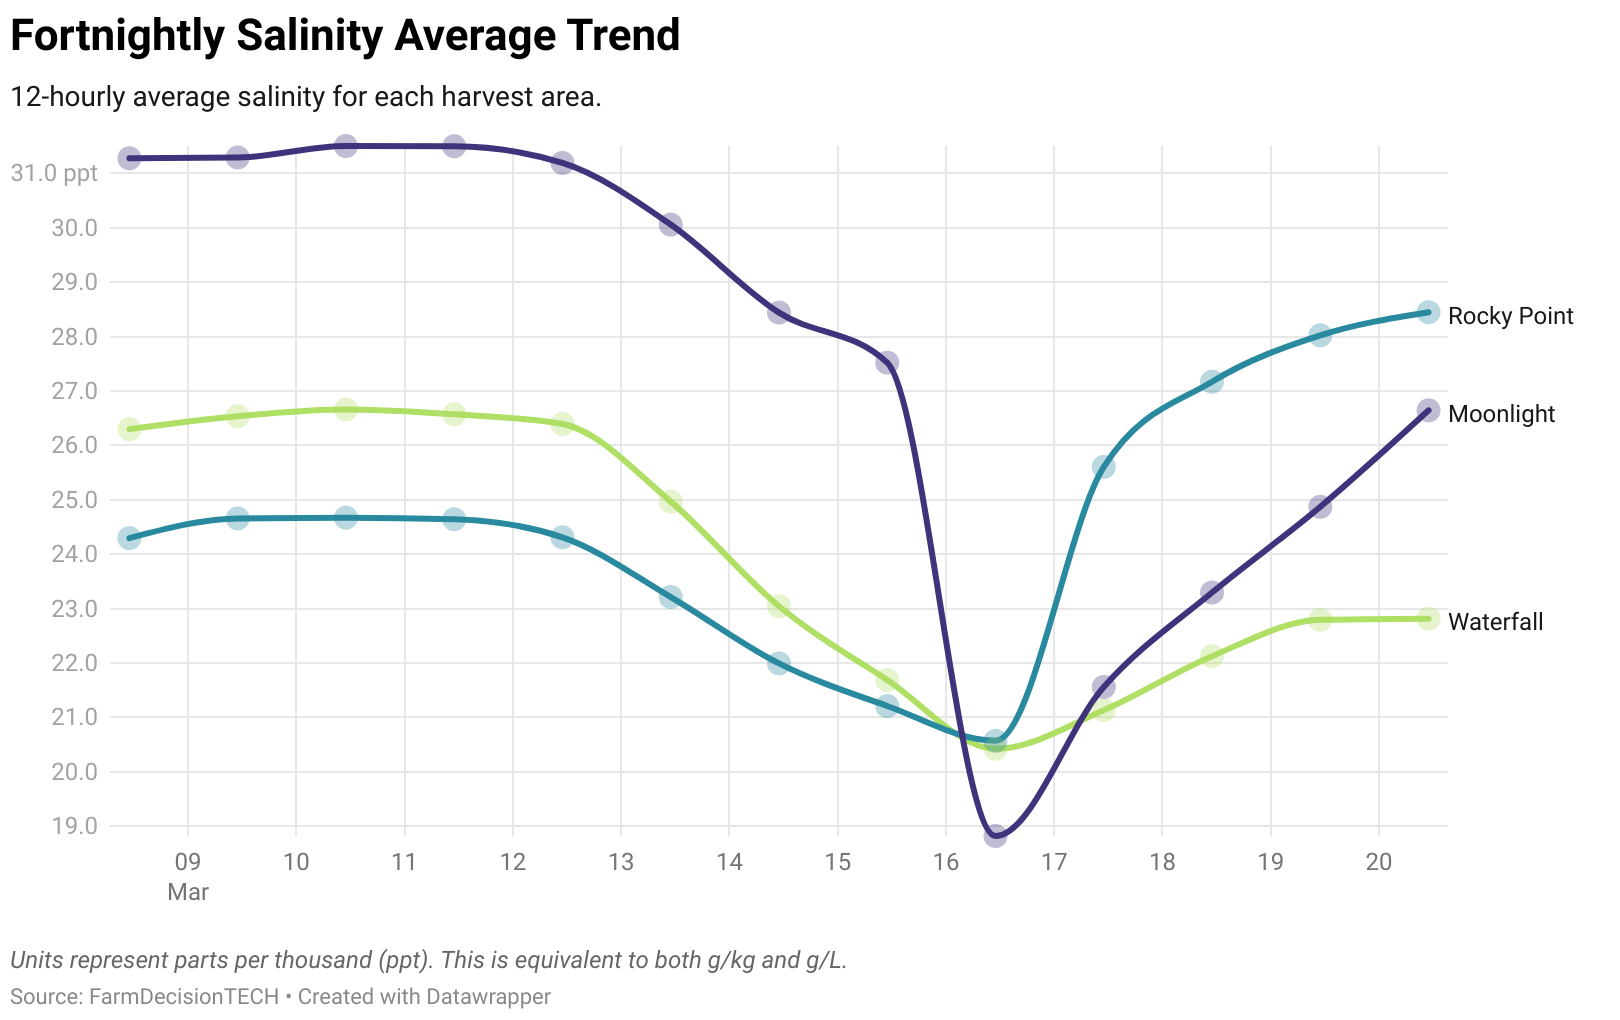 Fortnightly Salinity Average Trend
12-hourly average salinity for each harvest area.
31.0 ppt
30.0
29.0
28.0
27.0
26.0
25.0
24.0
23.0
22.0
21.0
20.0
19.0
Rocky Point
Moonlight
Waterfall
09 10 11 12 13 14 15 16 17 18 19 20
Mar
Units represent parts per thousand (ppt). This is equivalent to both g/kg and g/L.
Source: FarmDecisionTECH • Created with Datawrapper